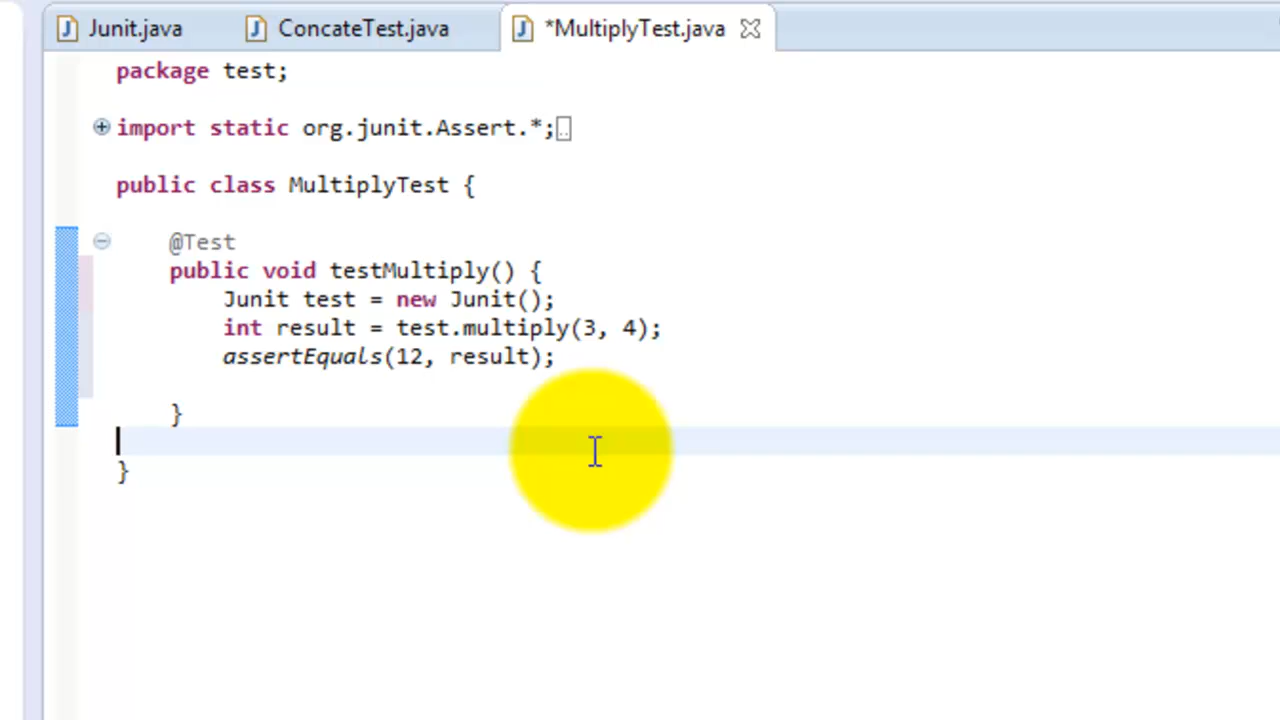 Junit.java ConcateTest.java *MultiplyTest.java
package test;
import static org.junit.Assert.*;
public class MultiplyTest {
@Test
public void testMultiply() {
Junit test = new Junit();
int result = test.multiply(3, 4);
assertEquals(12, result);
}
}